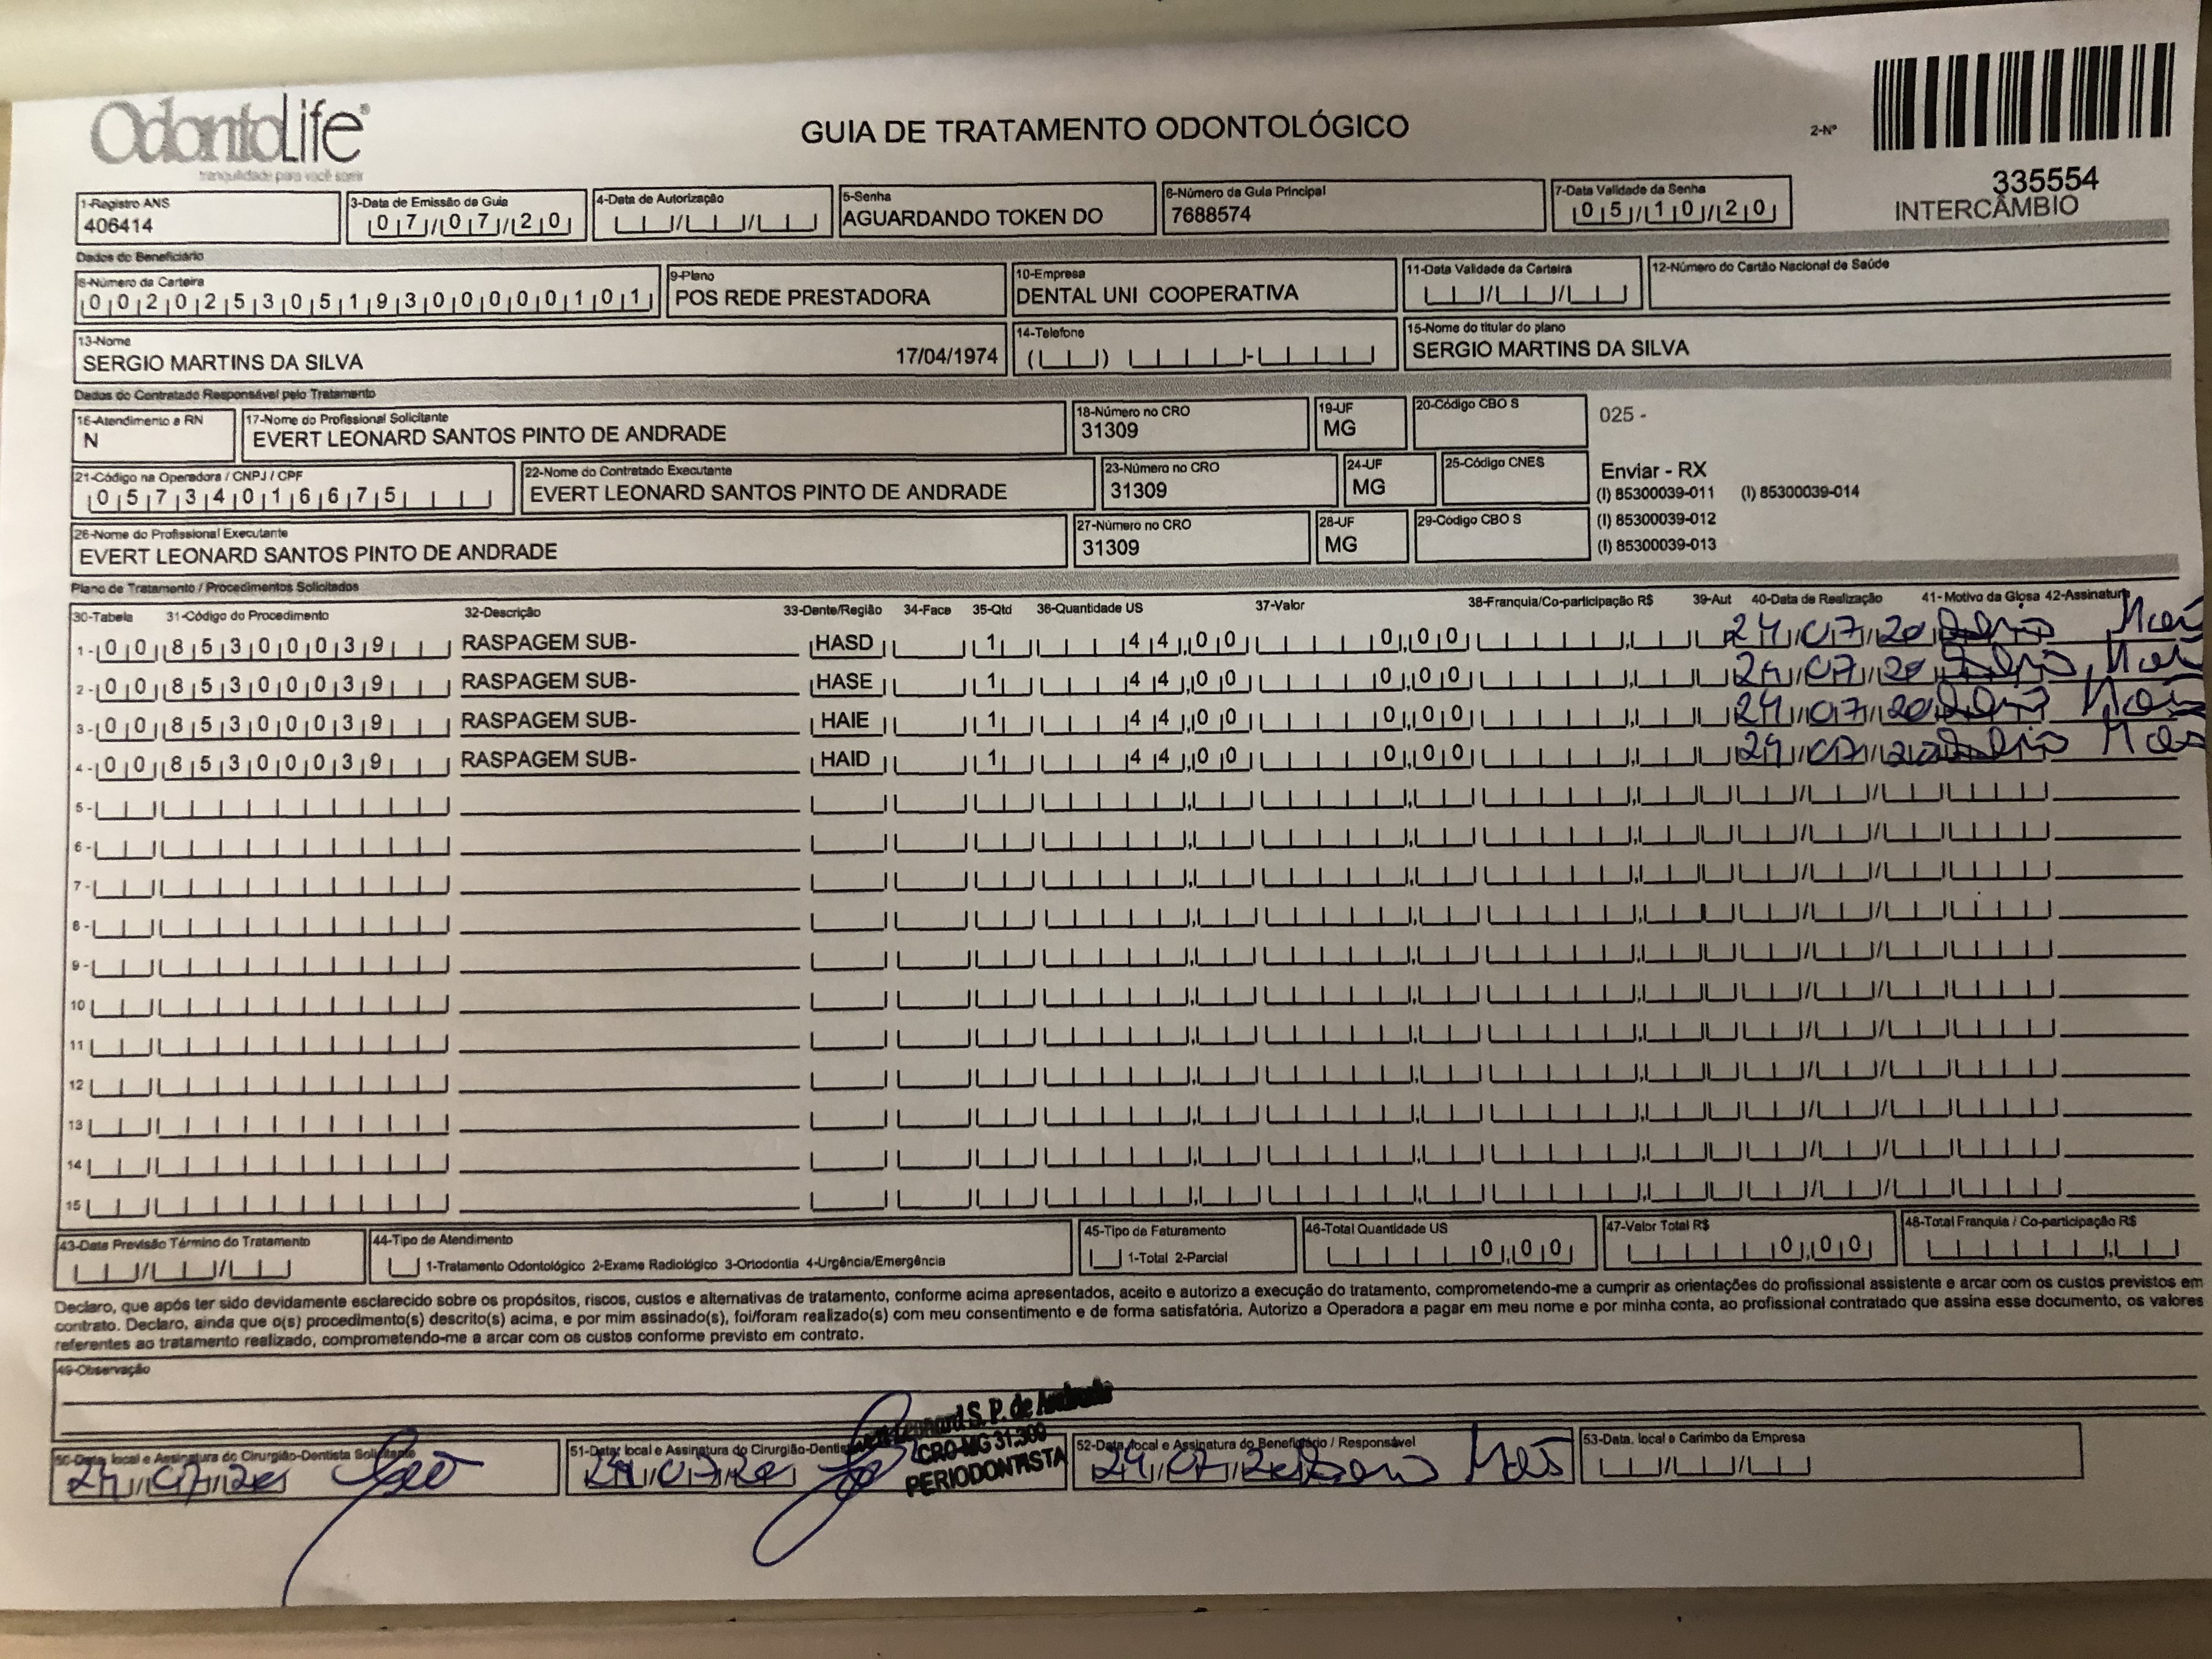 OdontoLife®
tranquilidade para você sorrir
GUIA DE TRATAMENTO ODONTOLÓGICO
2-Nº
335554
INTERCÂMBIO
1-Registro ANS
406414
3-Data de Emissão da Guia
07/07/20
4-Data de Autorização
5-Senha
AGUARDANDO TOKEN DO
6-Número da Guia Principal
7688574
7-Data Validade da Senha
05/10/20
Dados do Beneficiário
8-Número da Carteira
00202530519300000101
9-Plano
POS REDE PRESTADORA
10-Empresa
DENTAL UNI COOPERATIVA
11-Data Validade da Carteira
12-Número do Cartão Nacional de Saúde
13-Nome
SERGIO MARTINS DA SILVA 17/04/1974
14-Telefone
15-Nome do titular do plano
SERGIO MARTINS DA SILVA
Dados do Contratado Responsável pelo Tratamento
16-Atendimento a RN
N
17-Nome do Profissional Solicitante
EVERT LEONARD SANTOS PINTO DE ANDRADE
18-Número no CRO
31309
19-UF
MG
20-Código CBO S
025 -
21-Código na Operadora / CNPJ / CPF
05734016675
22-Nome do Contratado Executante
EVERT LEONARD SANTOS PINTO DE ANDRADE
23-Número no CRO
31309
24-UF
MG
25-Código CNES
Enviar - RX
(I) 85300039-011 (I) 85300039-014
(I) 85300039-012
(I) 85300039-013
26-Nome do Profissional Executante
EVERT LEONARD SANTOS PINTO DE ANDRADE
27-Número no CRO
31309
28-UF
MG
29-Código CBO S
Plano de Tratamento / Procedimentos Solicitados
30-Tabela 31-Código do Procedimento 32-Descrição 33-Dente/Região 34-Face 35-Qtd 36-Quantidade US 37-Valor 38-Franquia/Co-participação R$ 39-Aut 40-Data de Realização 41-Motivo da Glosa 42-Assinatura
1- 00 85300039 RASPAGEM SUB- HASD 1 44,00 0,00 24/07/20
2- 00 85300039 RASPAGEM SUB- HASE 1 44,00 0,00 24/07/20
3- 00 85300039 RASPAGEM SUB- HAIE 1 44,00 0,00 24/07/20
4- 00 85300039 RASPAGEM SUB- HAID 1 44,00 0,00 24/07/20
5-
6-
7-
8-
9-
10
11
12
13
14
15
43-Data Previsão Término do Tratamento
44-Tipo de Atendimento
1-Tratamento Odontológico 2-Exame Radiológico 3-Ortodontia 4-Urgência/Emergência
45-Tipo de Faturamento
1-Total 2-Parcial
46-Total Quantidade US
0,00
47-Valor Total R$
0,00
48-Total Franquia / Co-participação R$
Declaro, que após ter sido devidamente esclarecido sobre os propósitos, riscos, custos e alternativas de tratamento, conforme acima apresentados, aceito e autorizo a execução do tratamento, comprometendo-me a cumprir as orientações do profissional assistente e arcar com os custos previstos em
contrato. Declaro, ainda que o(s) procedimento(s) descrito(s) acima, e por mim assinado(s), foi/foram realizado(s) com meu consentimento e de forma satisfatória. Autorizo a Operadora a pagar em meu nome e por minha conta, ao profissional contratado que assina esse documento, os valores
referentes ao tratamento realizado, comprometendo-me a arcar com os custos conforme previsto em contrato.
49-Observação
50-Data, local e Assinatura do Cirurgião-Dentista Solicitante
24/07/20
51-Data, local e Assinatura do Cirurgião-Dentista
24/07/20
Leonard S. P. de Andrade
CRO-MG 31.309
PERIODONTISTA
52-Data, local e Assinatura do Beneficiário / Responsável
24/07/20
53-Data, local e Carimbo da Empresa